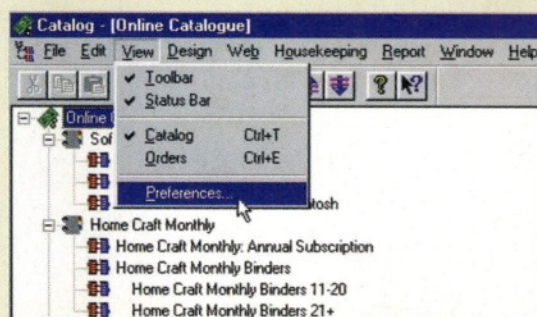 Catalog - [Online Catalogue]
File Edit View Design Web Housekeeping Report Window Help
Toolbar
Status Bar
Catalog Ctrl+T
Orders Ctrl+E
Preferences...
Online
Sof
Home Craft Monthly
Home Craft Monthly: Annual Subscription
Home Craft Monthly Binders
Home Craft Monthly Binders 11-20
Home Craft Monthly Binders 21+